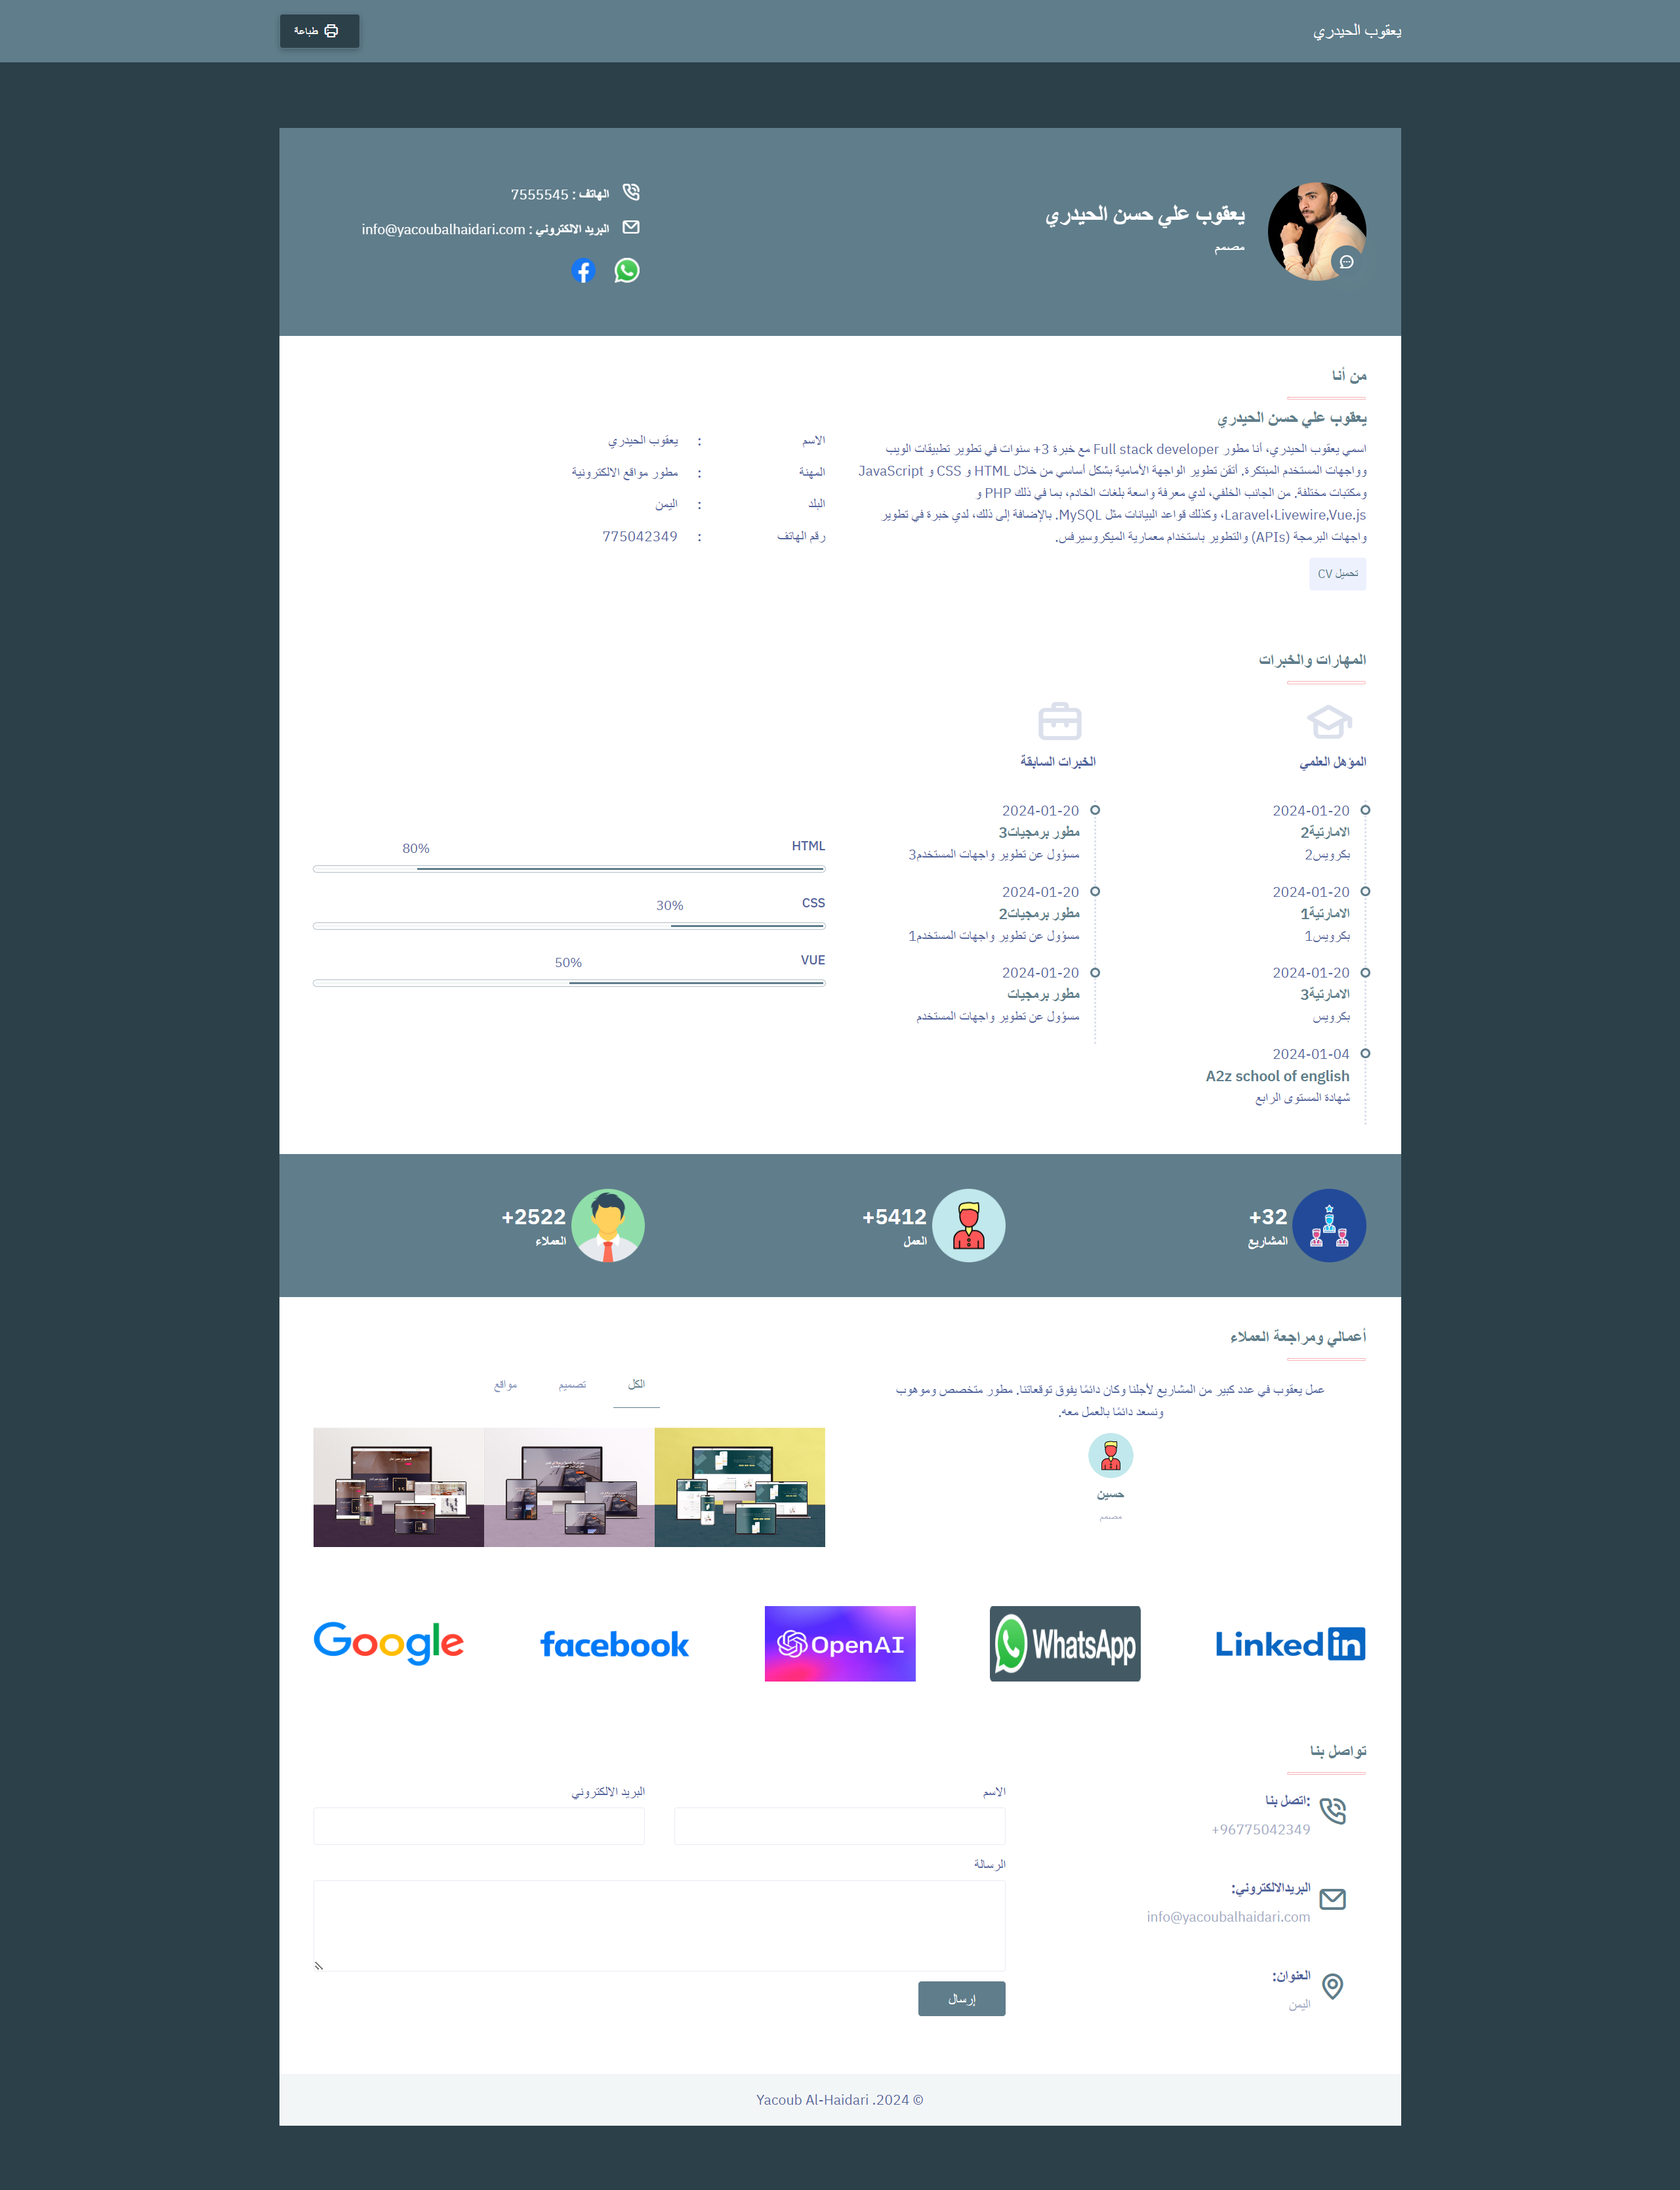 يعقوب الحيدري
طباعة
يعقوب علي حسن الحيدري
مصمم
الهاتف : 7555545
البريد الالكتروني : info@yacoubalhaidari.com
من أنا
يعقوب علي حسن الحيدري
اسمي يعقوب الحيدري، أنا مطور Full stack developer مع خبرة 3+ سنوات في تطوير تطبيقات الويب
وواجهات المستخدم المبتكرة. أتقن تطوير الواجهة الأمامية بشكل أساسي من خلال HTML و CSS و JavaScript
ومكتبات مختلفة. من الجانب الخلفي، لدي معرفة واسعة بلغات الخادم، بما في ذلك PHP و
Laravel،Livewire,Vue.js، وكذلك قواعد البيانات مثل MySQL. بالإضافة إلى ذلك، لدي خبرة في تطوير
واجهات البرمجة (APIs) والتطوير باستخدام معمارية الميكروسيرفس.
تحميل CV
الاسم : يعقوب الحيدري
المهنة : مطور مواقع الالكترونية
البلد : اليمن
رقم الهاتف : 775042349
المهارات والخبرات
المؤهل العلمي
2024-01-20
الامارتية2
بكرويس2
2024-01-20
الامارتية1
بكرويس1
2024-01-20
الامارتية3
بكرويس
2024-01-04
A2z school of english
شهادة المستوى الرابع
الخبرات السابقة
2024-01-20
مطور برمجيات3
مسؤول عن تطوير واجهات المستخدم3
2024-01-20
مطور برمجيات2
مسؤول عن تطوير واجهات المستخدم1
2024-01-20
مطور برمجيات
مسؤول عن تطوير واجهات المستخدم
HTML 80%
CSS 30%
VUE 50%
+32
المشاريع
+5412
العمل
+2522
العملاء
أعمالي ومراجعة العملاء
عمل يعقوب في عدد كبير من المشاريع لأجلنا وكان دائمًا يفوق توقعاتنا. مطور متخصص وموهوب
ونسعد دائمًا بالعمل معه.
حسين
مصمم
الكل تصميم مواقع
Linkedin
WhatsApp
OpenAI
facebook
Google
تواصل بنا
:اتصل بنا
+96775042349
البريدالالكتروني:
info@yacoubalhaidari.com
العنوان:
اليمن
الاسم
البريد الالكتروني
الرسالة
إرسال
© 2024. Yacoub Al-Haidari